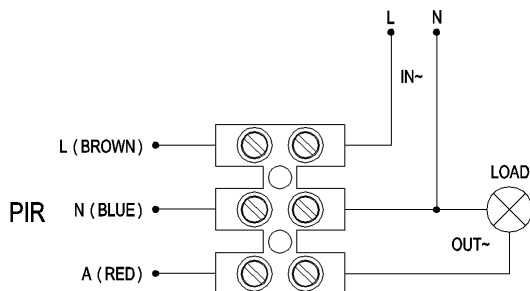 L N
IN~
L (BROWN)
LOAD
PIR N (BLUE)
OUT~
A (RED)